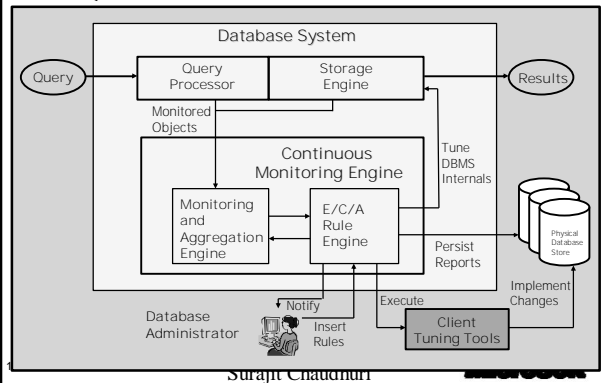 Database System
Query
Query
Processor
Storage
Engine
Results
Monitored
Objects
Tune
DBMS
Internals
Continuous
Monitoring Engine
Monitoring
and
Aggregation
Engine
E/C/A
Rule
Engine
Physical
Database
Store
Persist
Reports
Implement
Changes
Notify
Execute
Database
Administrator
Insert
Rules
Client
Tuning Tools
1
Surajit Chaudhuri
Microsoft